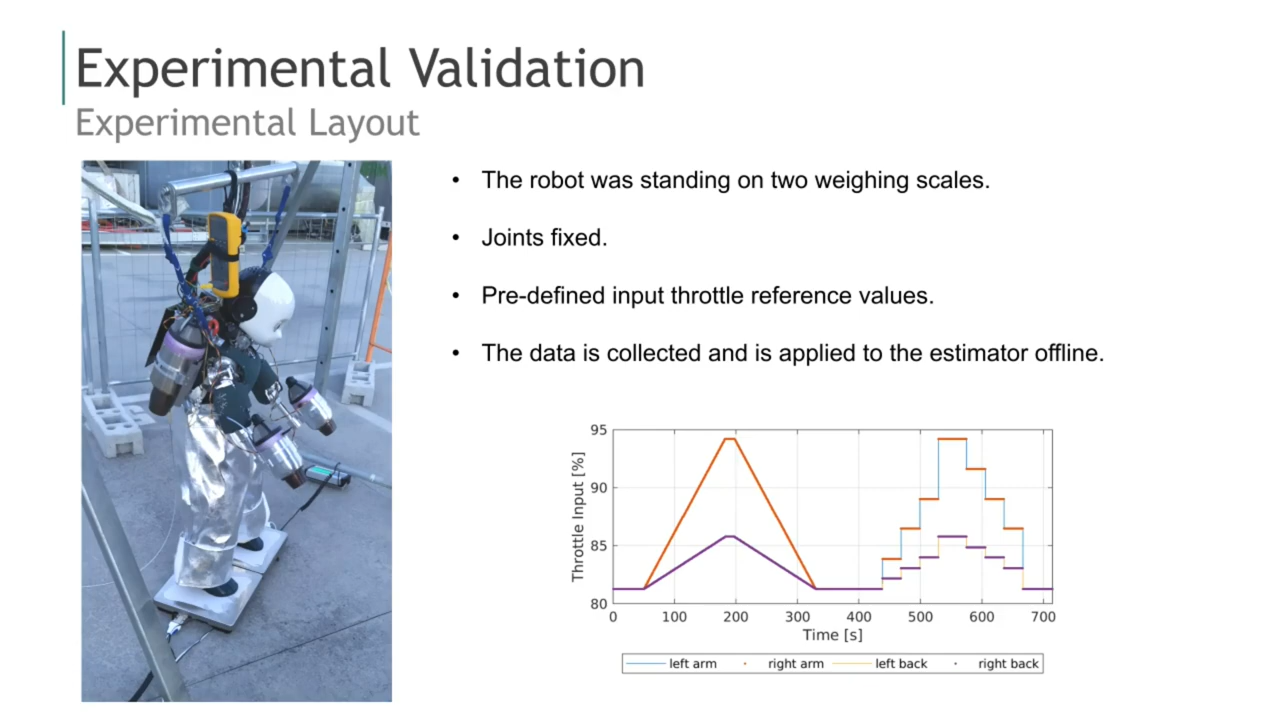 Experimental Validation
Experimental Layout
• The robot was standing on two weighing scales.
• Joints fixed.
• Pre-defined input throttle reference values.
• The data is collected and is applied to the estimator offline.
95
90
85
80
Throttle Input [%]
0 100 200 300 400 500 600 700
Time [s]
left arm right arm left back right back